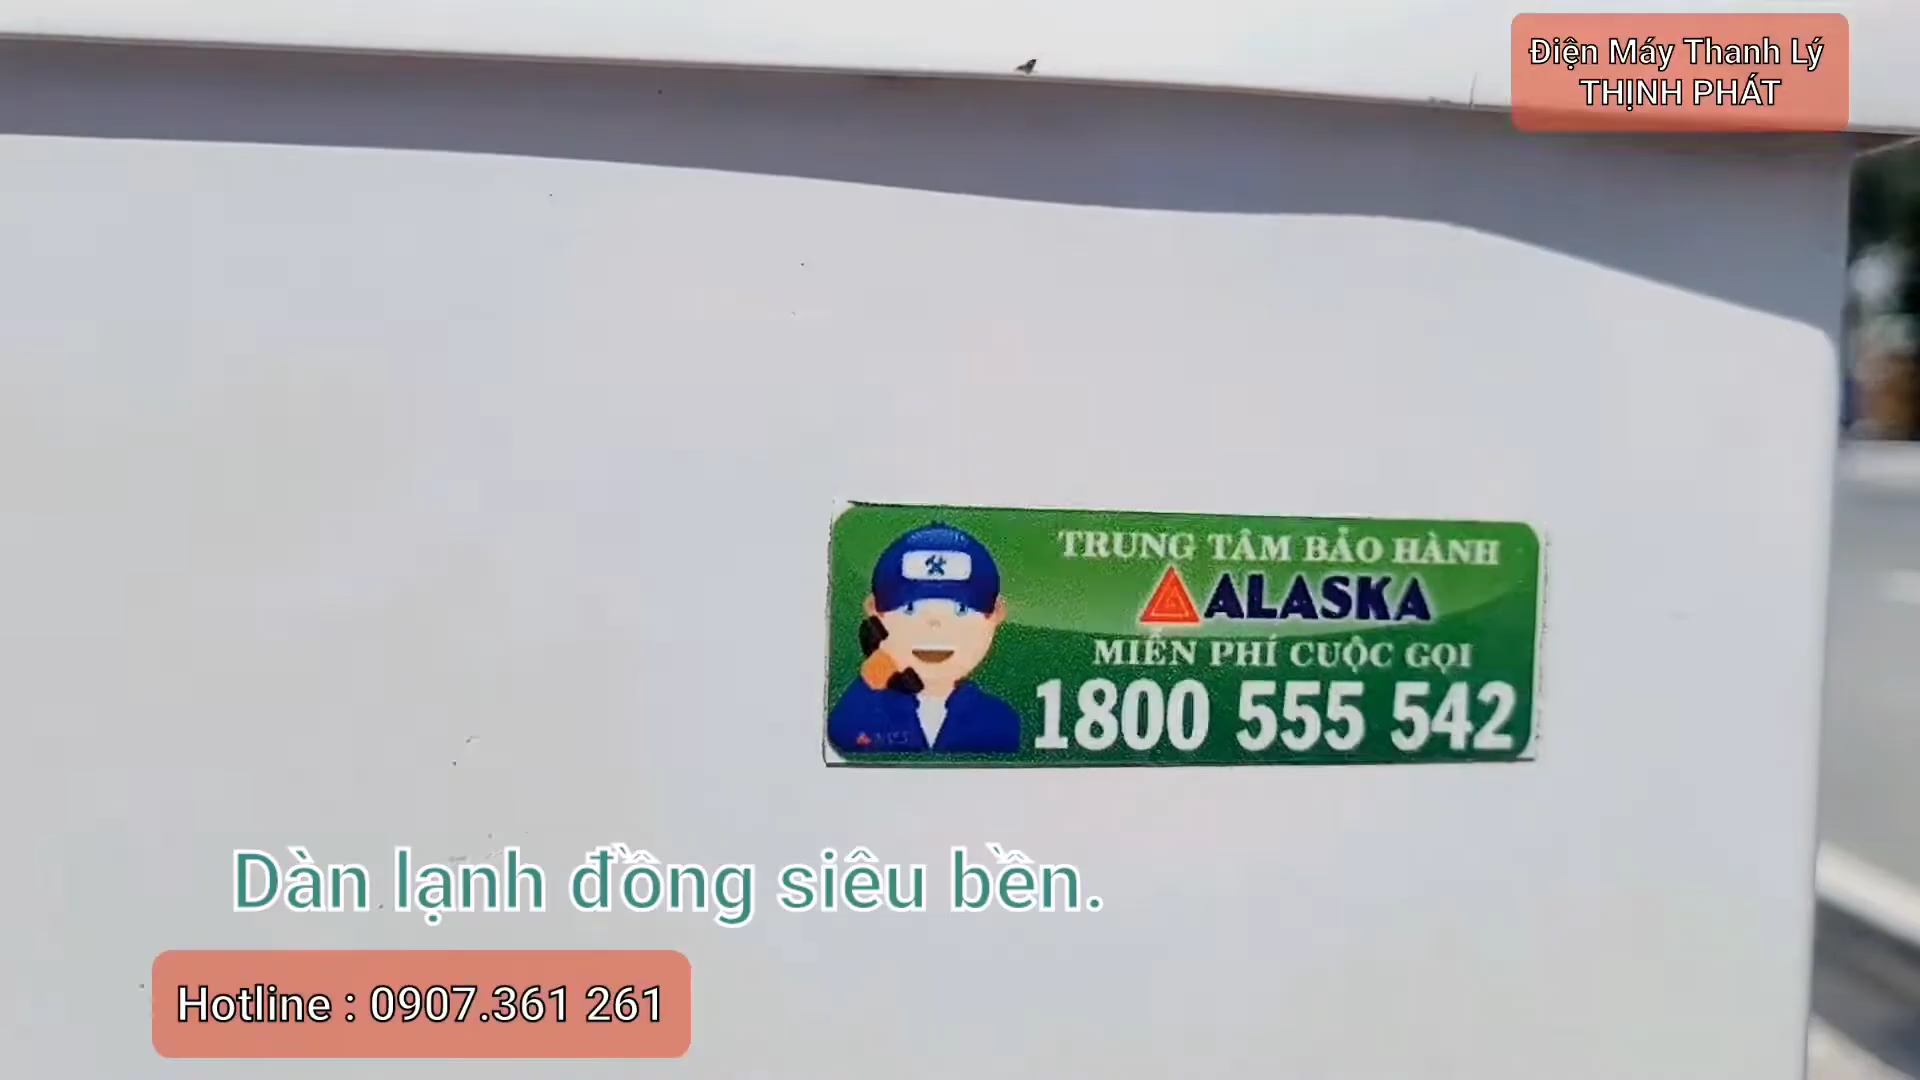 Điện Máy Thanh Lý
THỊNH PHÁT
TRUNG TÂM BẢO HÀNH
ALASKA
MIỄN PHÍ CUỘC GỌI
1800 555 542
Dàn lạnh đồng siêu bền.
Hotline : 0907.361 261